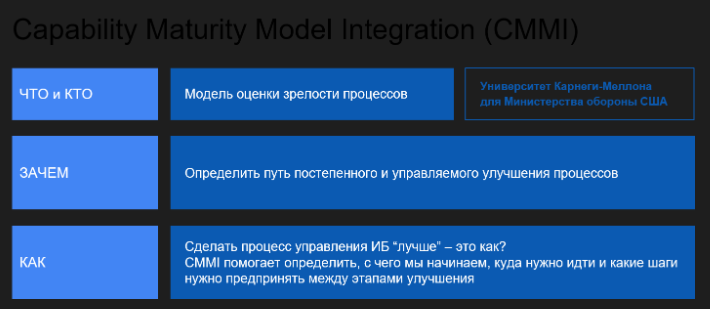 Capability Maturity Model Integration (CMMI)
ЧТО и КТО
Модель оценки зрелости процессов
Университет Карнеги-Меллона
для Министерства обороны США
ЗАЧЕМ
Определить путь постепенного и управляемого улучшения процессов
КАК
Сделать процесс управления ИБ “лучше” – это как?
CMMI помогает определить, с чего мы начинаем, куда нужно идти и какие шаги
нужно предпринять между этапами улучшения